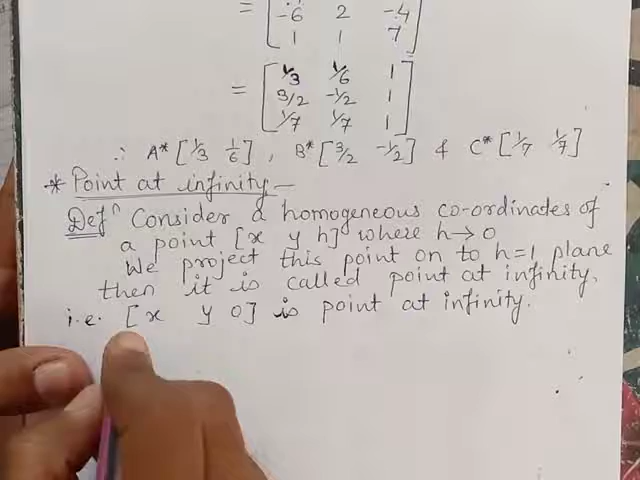 = [ -6 2 -4
1 1 7 ]
= [ 1/3 1/6 1
3/2 -1/2 1
1/7 1/7 1 ]
∴ A* [1/3 1/6] , B* [3/2 -1/2] & C* [1/7 1/7]
* Point at infinity –
Defⁿ Consider a homogeneous co-ordinates of
a point [x y h] where h→0
We project this point on to h=1 plane
then it is called point at infinity.
i.e. [x y 0] is point at infinity.